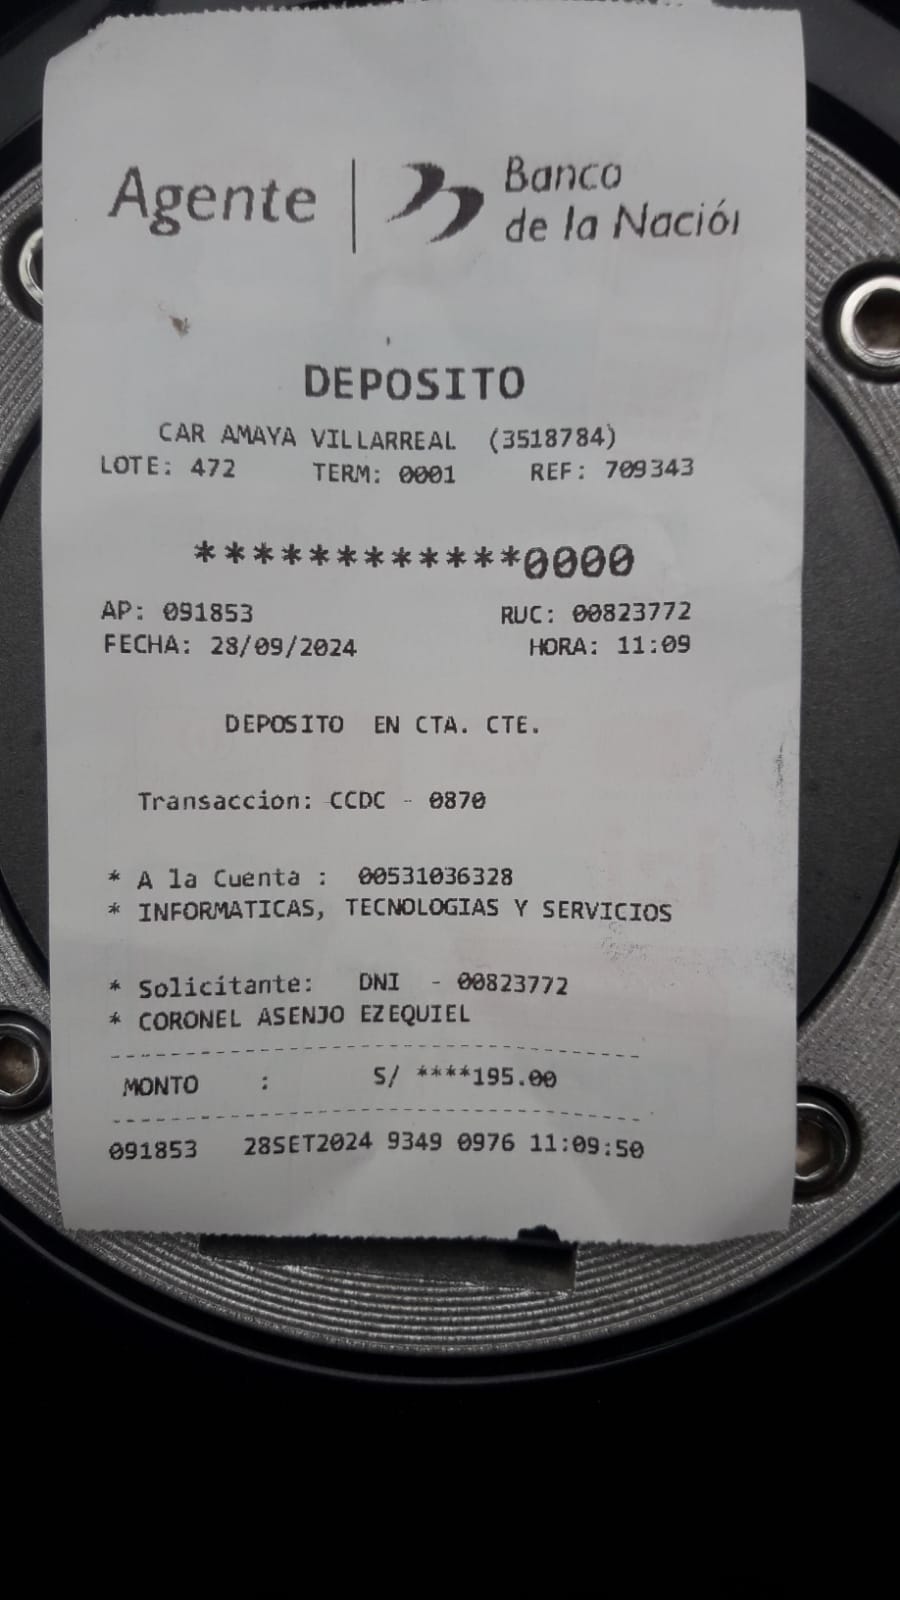 Agente
Banco
de la Nación
DEPOSITO
CAR AMAYA VILLARREAL (3518784)
LOTE: 472 TERM: 0001 REF: 709343
************0000
AP: 091853 RUC: 00823772
FECHA: 28/09/2024 HORA: 11:09
DEPOSITO EN CTA. CTE.
Transaccion: CCDC - 0870
* A la Cuenta : 00531036328
* INFORMATICAS, TECNOLOGIAS Y SERVICIOS
* Solicitante: DNI - 00823772
* CORONEL ASENJO EZEQUIEL
MONTO : S/ ****195.00
091853 28SET2024 9349 0976 11:09:50